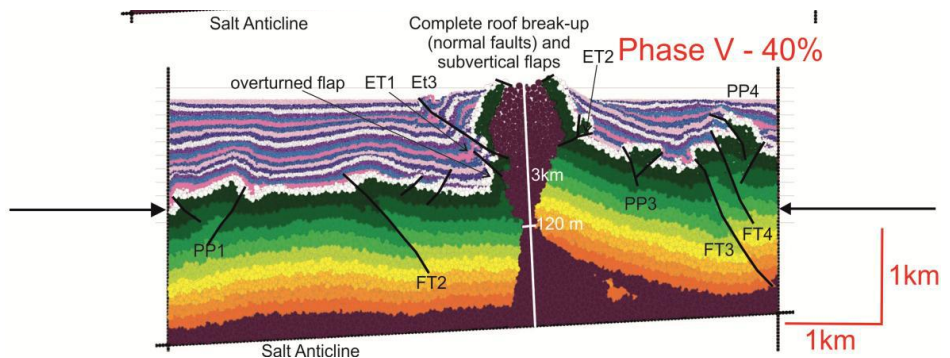 Salt Anticline
Complete roof break-up
(normal faults) and
subvertical flaps
ET2
Phase V - 40%
overturned flap
ET1
Et3
PP4
3km
PP3
120 m
PP1
FT2
FT3
FT4
1km
1km
Salt Anticline